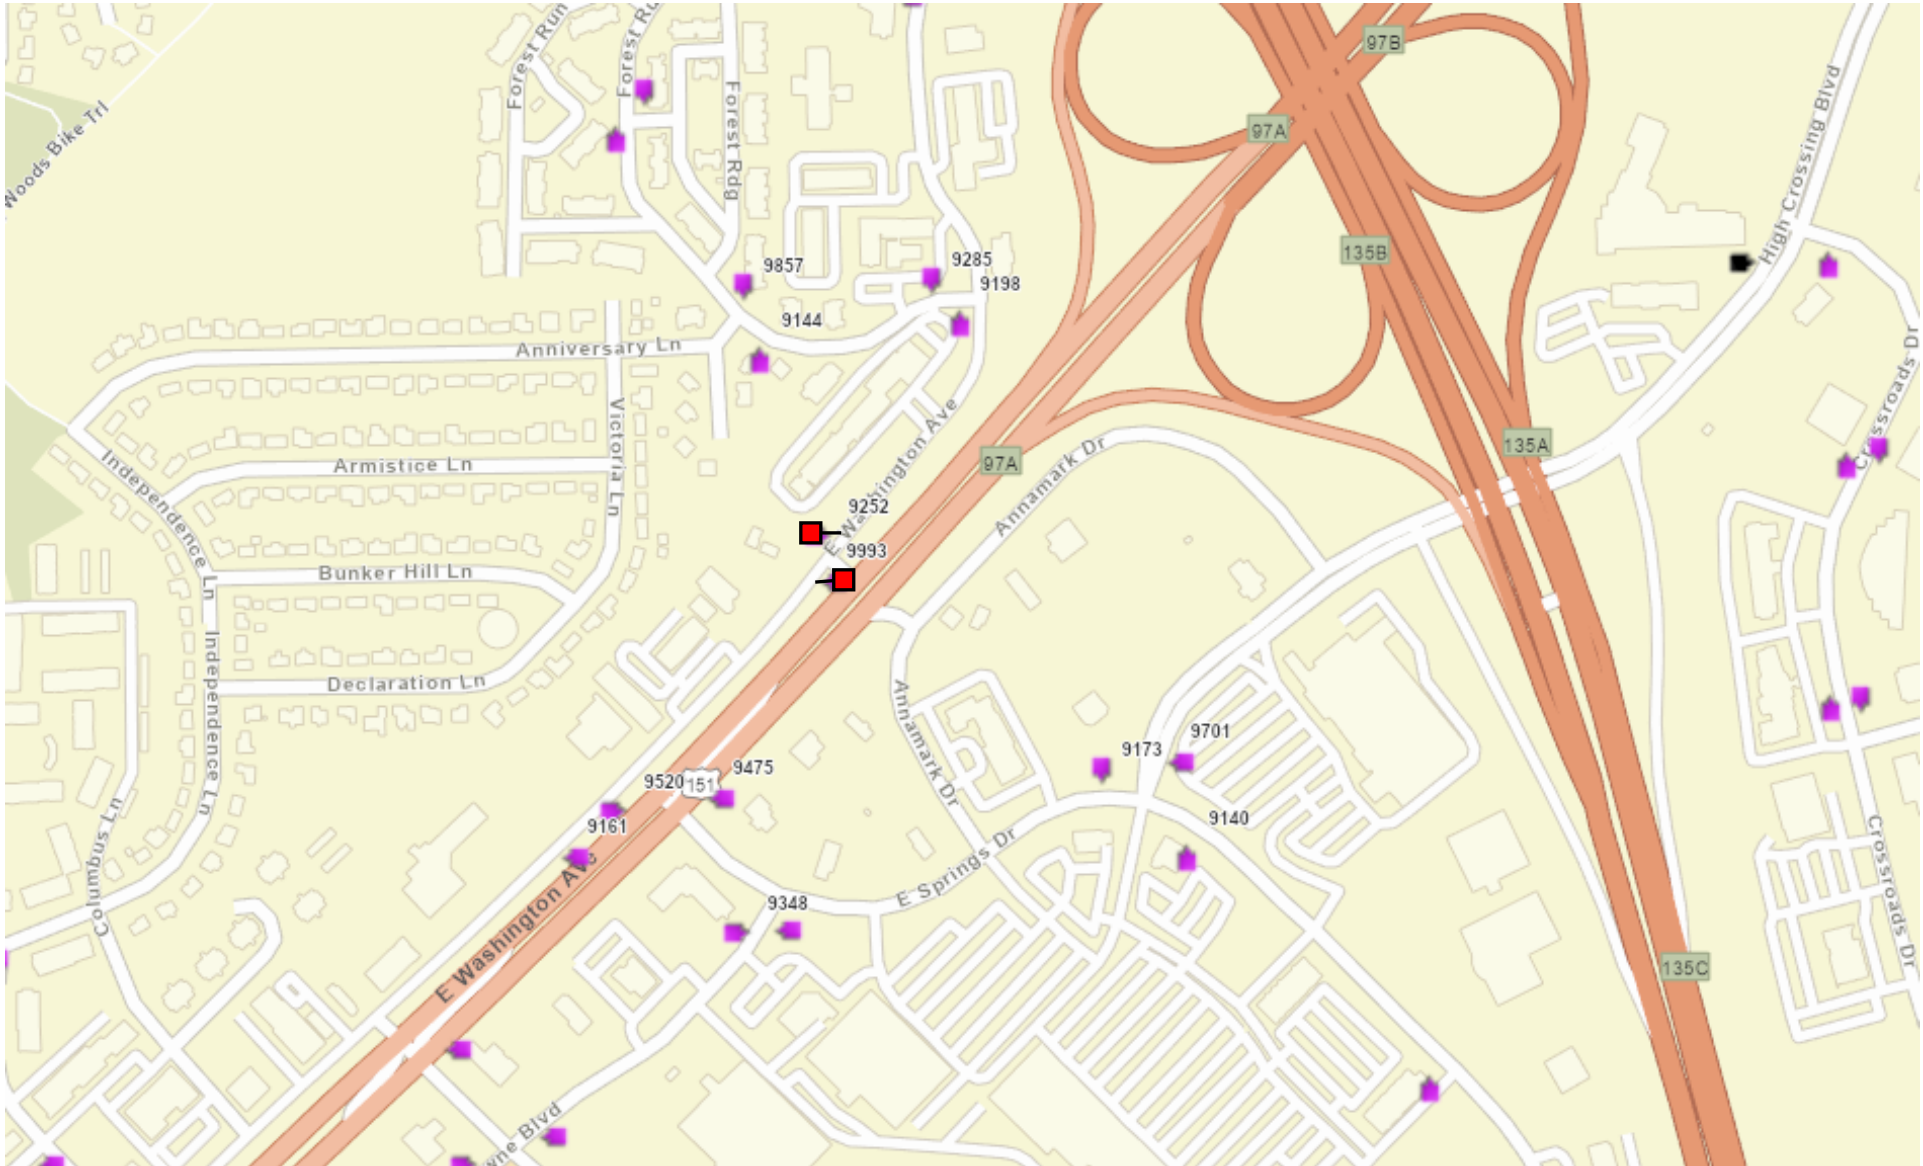 Forest Run
Forest Ru
97B
Woods Bike Trl
Forest Rdg
97A
High Crossing Blvd
135B
9857
9285
9198
9144
Anniversary Ln
Crossroads Dr
Victoria Ln
E Washington Ave
97A
Annamark Dr
135A
Independence Ln
Armistice Ln
9252
9993
Bunker Hill Ln
Independence Ln
Declaration Ln
Annamark Dr
9173
9701
9520
151
9475
9161
9140
Columbus Ln
E Springs Dr
Crossroads Dr
9348
E Washington Ave
135C
wne Blvd